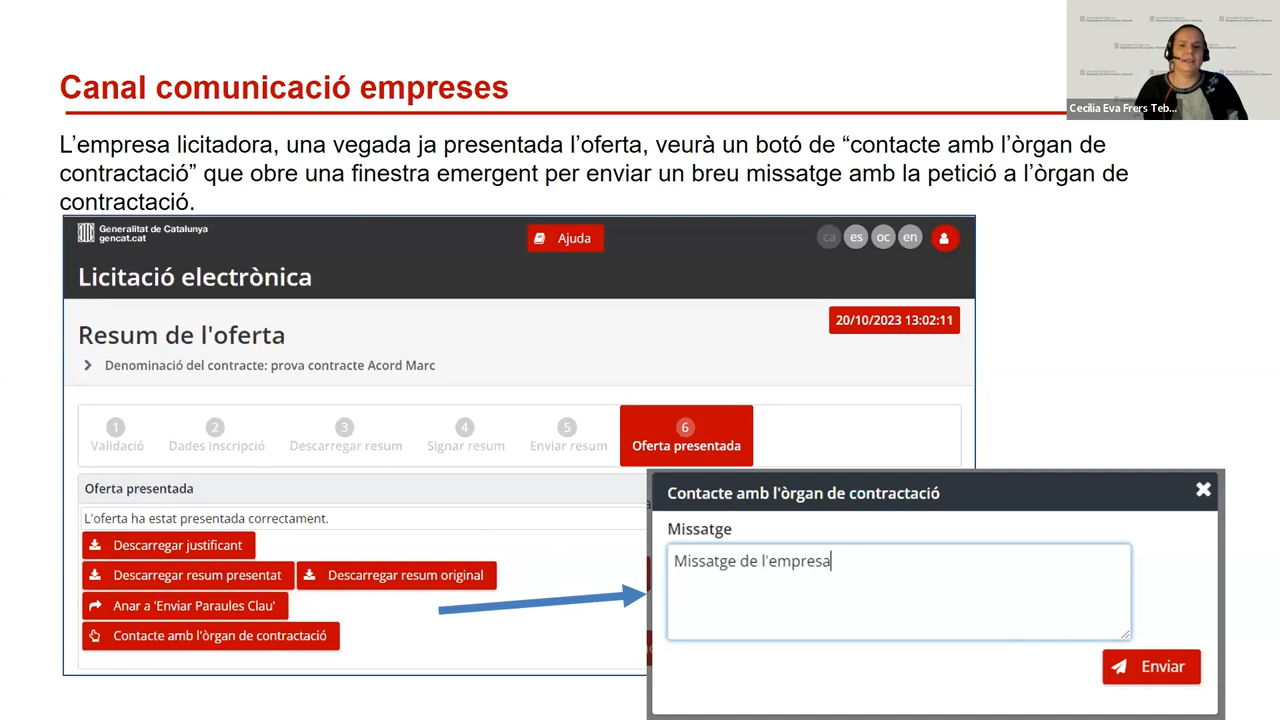 Canal comunicació empreses
Cecilia Eva Frers Teb...
L’empresa licitadora, una vegada ja presentada l’oferta, veurà un botó de “contacte amb l’òrgan de
contractació” que obre una finestra emergent per enviar un breu missatge amb la petició a l’òrgan de
contractació.
Generalitat de Catalunya
gencat.cat
Ajuda
ca es oc en
Licitació electrònica
20/10/2023 13:02:11
Resum de l'oferta
Denominació del contracte: prova contracte Acord Marc
1 2 3 4 5 6
Validació Dades inscripció Descarregar resum Signar resum Enviar resum Oferta presentada
Oferta presentada
L'oferta ha estat presentada correctament.
Descarregar justificant
Descarregar resum presentat Descarregar resum original
Anar a 'Enviar Paraules Clau'
Contacte amb l'òrgan de contractació
Contacte amb l'òrgan de contractació
Missatge
Missatge de l'empresa
Enviar